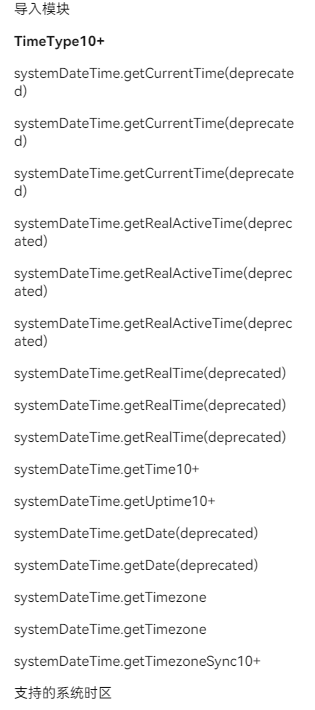 导入模块
TimeType10+
systemDateTime.getCurrentTime(deprecate
d)
systemDateTime.getCurrentTime(deprecate
d)
systemDateTime.getCurrentTime(deprecate
d)
systemDateTime.getRealActiveTime(deprec
ated)
systemDateTime.getRealActiveTime(deprec
ated)
systemDateTime.getRealActiveTime(deprec
ated)
systemDateTime.getRealTime(deprecated)
systemDateTime.getRealTime(deprecated)
systemDateTime.getRealTime(deprecated)
systemDateTime.getTime10+
systemDateTime.getUptime10+
systemDateTime.getDate(deprecated)
systemDateTime.getDate(deprecated)
systemDateTime.getTimezone
systemDateTime.getTimezone
systemDateTime.getTimezoneSync10+
支持的系统时区